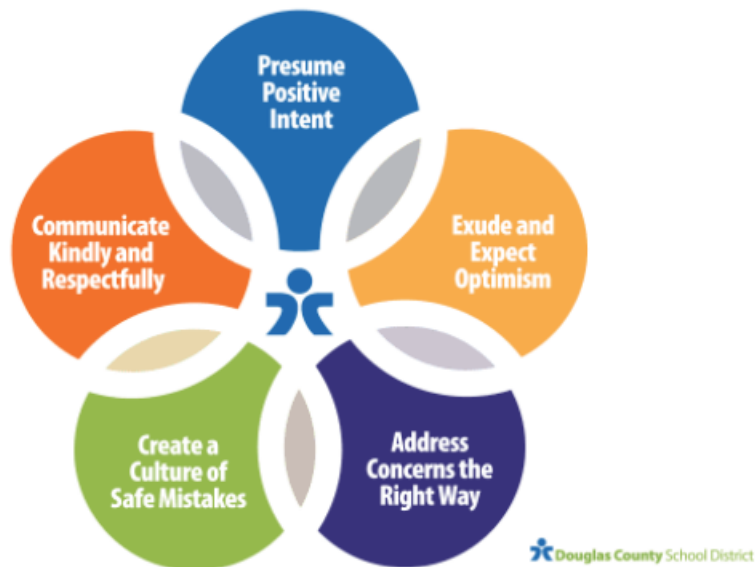 Presume
Positive
Intent
Communicate
Kindly and
Respectfully
Exude and
Expect
Optimism
Create a
Culture of
Safe Mistakes
Address
Concerns the
Right Way
Douglas County School District